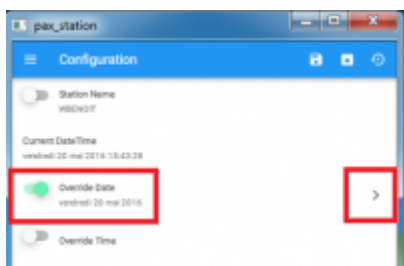 pax_station
Configuration
Station Name
WBENOIT
Current DateTime
vendredi 20 mai 2016 15:43:28
Override Date
vendredi 20 mai 2016
Override Time